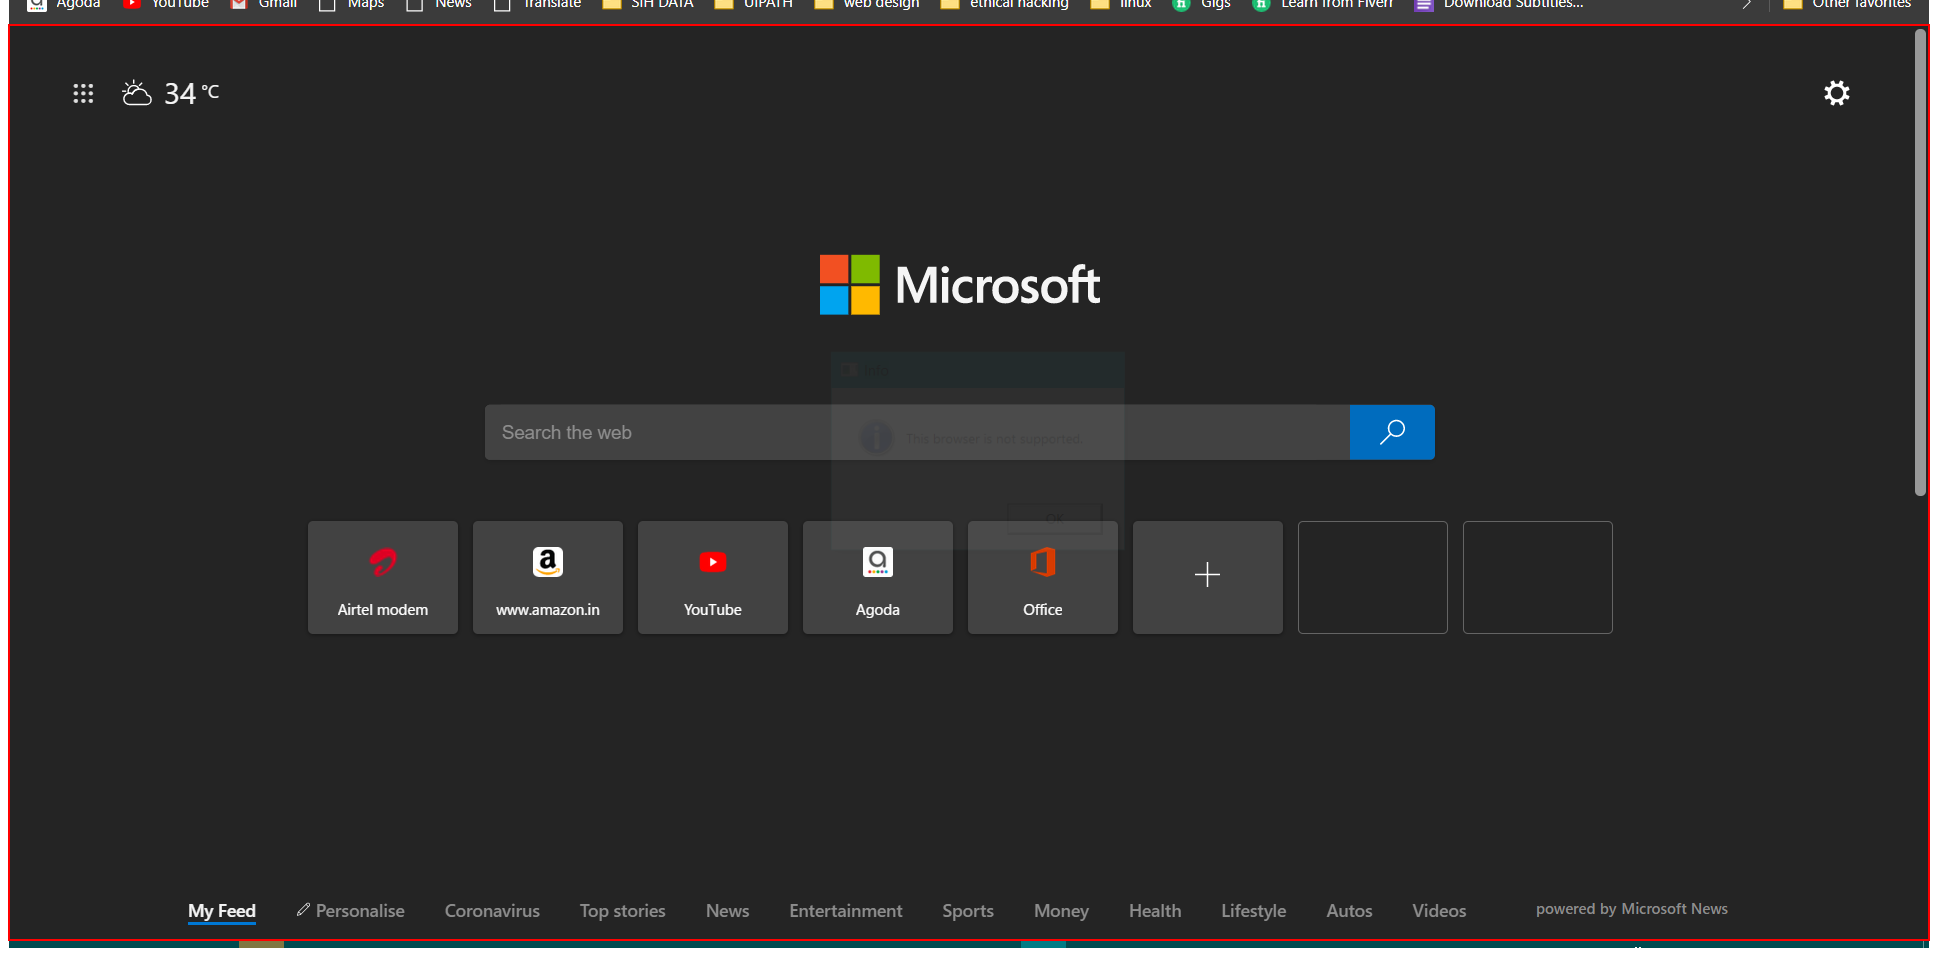 Agoda YouTube Gmail Maps News Translate SIH DATA UIPATH web design ethical hacking linux Gigs Learn from Fiverr Download Subtitles... Other favorites
34 °C
Microsoft
Info
Search the web
This browser is not supported.
OK
Airtel modem www.amazon.in YouTube Agoda Office
My Feed Personalise Coronavirus Top stories News Entertainment Sports Money Health Lifestyle Autos Videos powered by Microsoft News